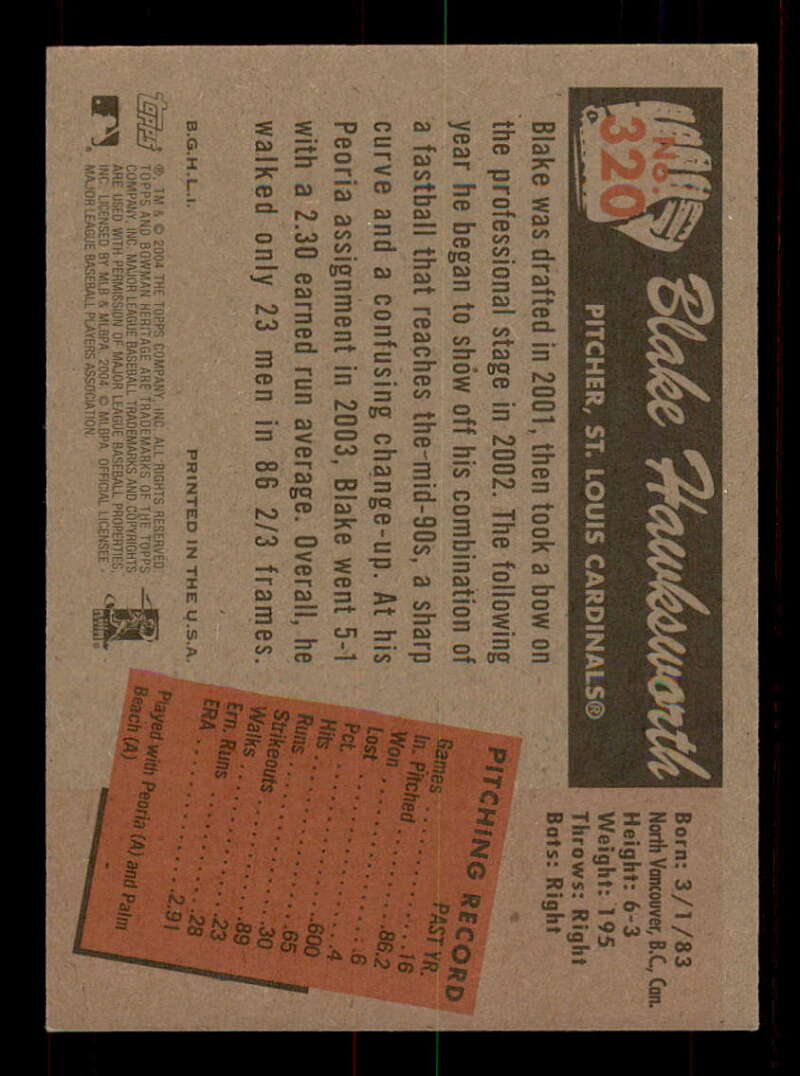 No.
320
Blake Hawksworth
PITCHER, ST. LOUIS CARDINALS®
Born: 3/1/83
North Vancouver, B.C., Can.
Height: 6-3
Weight: 195
Throws: Right
Bats: Right
Blake was drafted in 2001, then took a bow on
the professional stage in 2002. The following
year he began to show off his combination of
a fastball that reaches the-mid-90s, a sharp
curve and a confusing change-up. At his
Peoria assignment in 2003, Blake went 5-1
with a 2.30 earned run average. Overall, he
walked only 23 men in 86 2/3 frames.
PITCHING RECORD
PAST YR.
Games..........16
In. Pitched..........86.2
Won..........6
Lost..........4
Pct...........600
Hits..........65
Runs..........30
Strikeouts..........89
Walks..........23
Ern. Runs..........28
ERA..........2.91
Played with Peoria (A) and Palm
Beach (A)
B.G.H.L.I.
PRINTED IN THE U.S.A.
Topps
®, TM & © 2004 THE TOPPS COMPANY, INC. ALL RIGHTS RESERVED.
TOPPS AND BOWMAN HERITAGE ARE TRADEMARKS OF THE TOPPS
COMPANY, INC. MAJOR LEAGUE BASEBALL TRADEMARKS AND COPYRIGHTS
ARE USED WITH PERMISSION OF MAJOR LEAGUE BASEBALL PROPERTIES,
INC. LICENSED BY MLB & MLBPA, 2004. © MLBPA. OFFICIAL LICENSEE -
MAJOR LEAGUE BASEBALL PLAYERS ASSOCIATION.